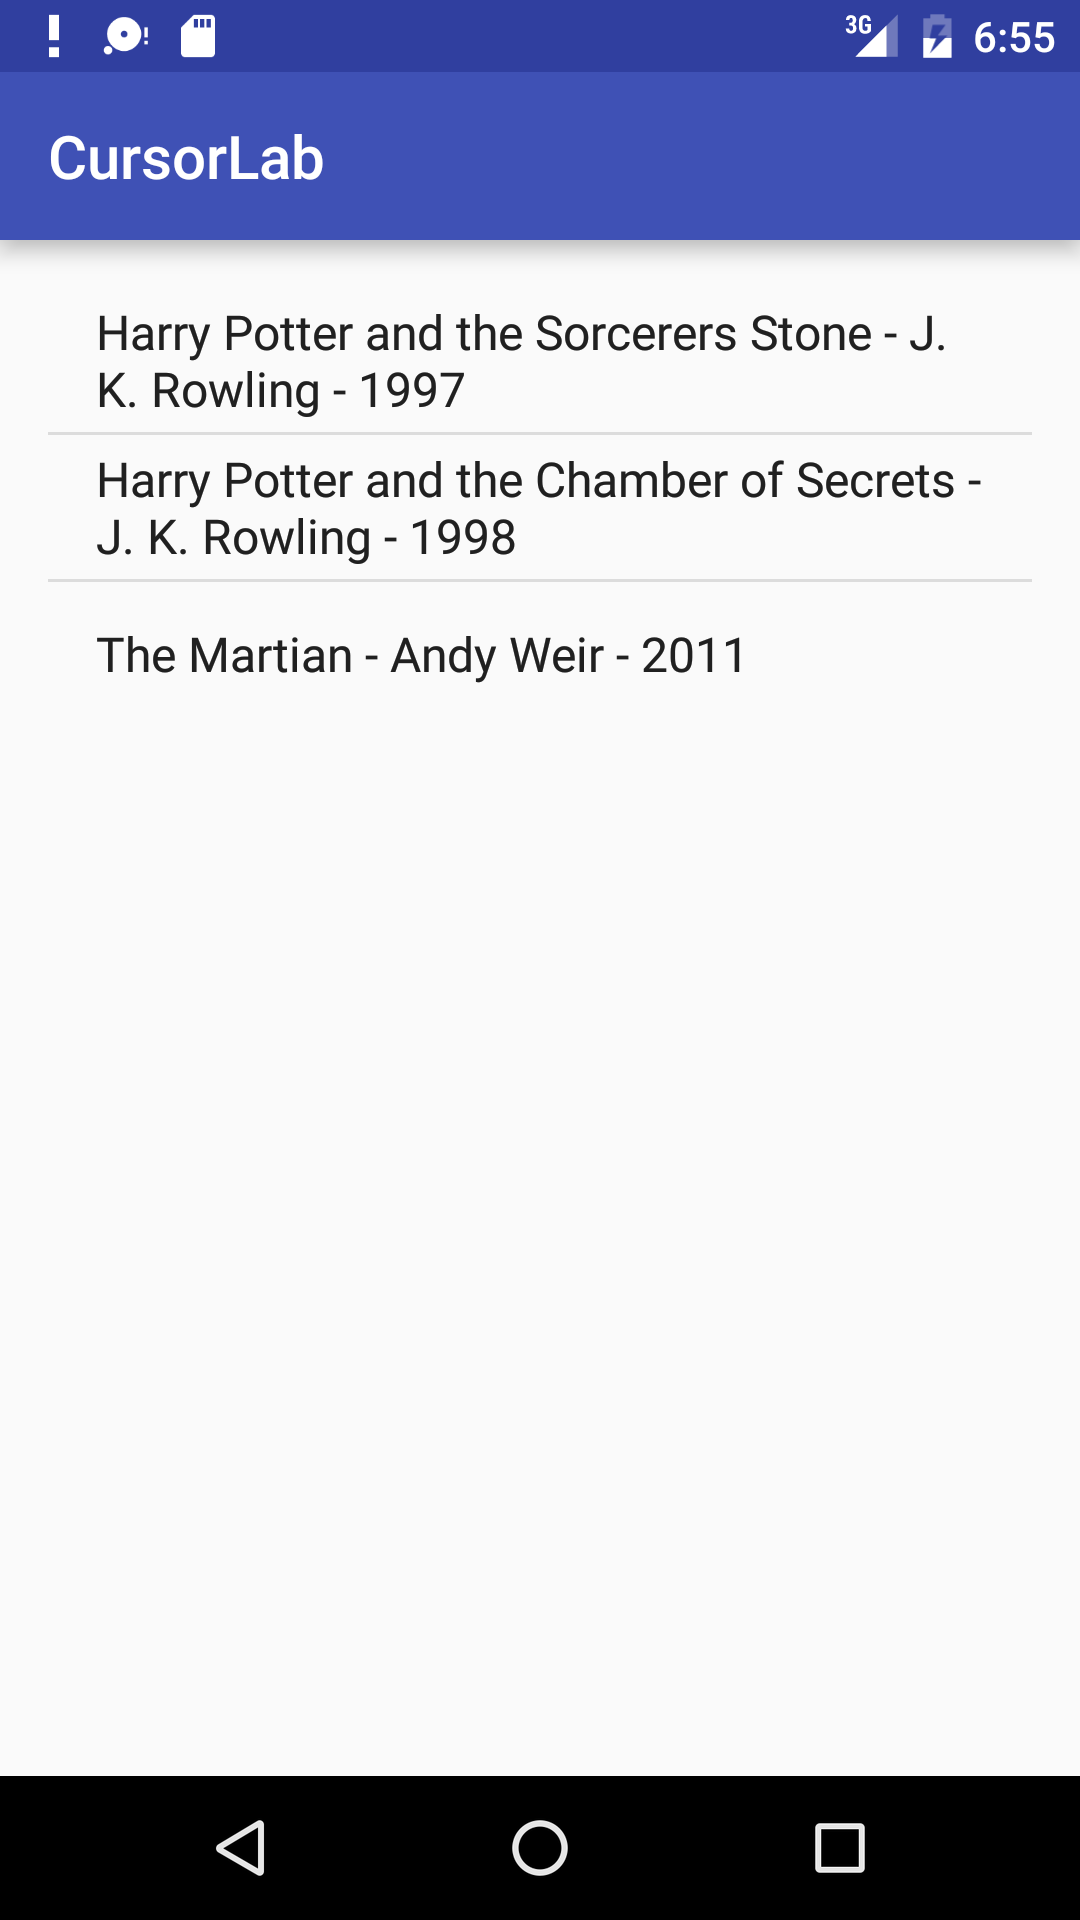 3G 6:55
CursorLab
Harry Potter and the Sorcerers Stone - J.
K. Rowling - 1997
Harry Potter and the Chamber of Secrets -
J. K. Rowling - 1998
The Martian - Andy Weir - 2011